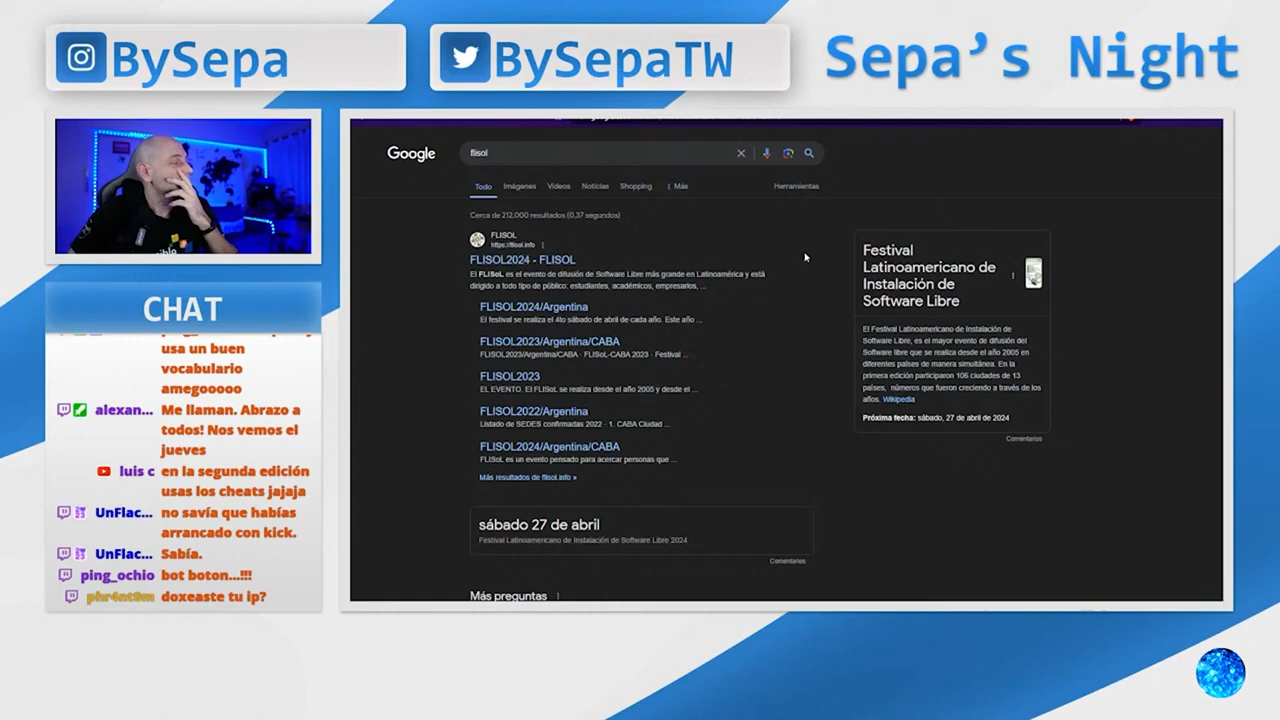 BySepa
BySepaTW
Sepa's Night
CHAT
usa un buen
vocabulario
amegooooo
alexan... Me llaman. Abrazo a
todos! Nos vemos el
jueves
luis c en la segunda edición
usas los cheats jajaja
UnFlac... no savía que habías
arrancado con kick.
UnFlac... Sabía.
ping_ochio bot boton...!!!
phr4nt0m doxeaste tu ip?
Google
flisol
Todo Imágenes Videos Noticias Shopping Más Herramientas
Cerca de 212,000 resultados (0,37 segundos)
FLISOL
https://flisol.info
FLISOL2024 - FLISOL
El FLISoL es el evento de difusión de Software Libre más grande en Latinoamérica y está
dirigido a todo tipo de público: estudiantes, académicos, empresarios, ...
FLISOL2024/Argentina
El festival se realiza el 4to sábado de abril de cada año. Este año ...
FLISOL2023/Argentina/CABA
FLISOL2023/Argentina/CABA · FLISoL-CABA 2023 · Festival ...
FLISOL2023
EL EVENTO. El FLISoL se realiza desde el año 2005 y desde el ...
FLISOL2022/Argentina
Listado de SEDES confirmadas 2022 · 1. CABA Ciudad ...
FLISOL2024/Argentina/CABA
FLISoL es un evento pensado para acercar personas que ...
Más resultados de flisol.info »
sábado 27 de abril
Festival Latinoamericano de Instalación de Software Libre 2024
Comentarios
Más preguntas
Festival
Latinoamericano de
Instalación de
Software Libre
El Festival Latinoamericano de Instalación de
Software Libre, es el mayor evento de difusión del
Software libre que se realiza desde el año 2005 en
diferentes países de manera simultánea. En la
primera edición participaron 106 ciudades de 13
países, números que fueron creciendo a través de los
años. Wikipedia
Próxima fecha: sábado, 27 de abril de 2024
Comentarios